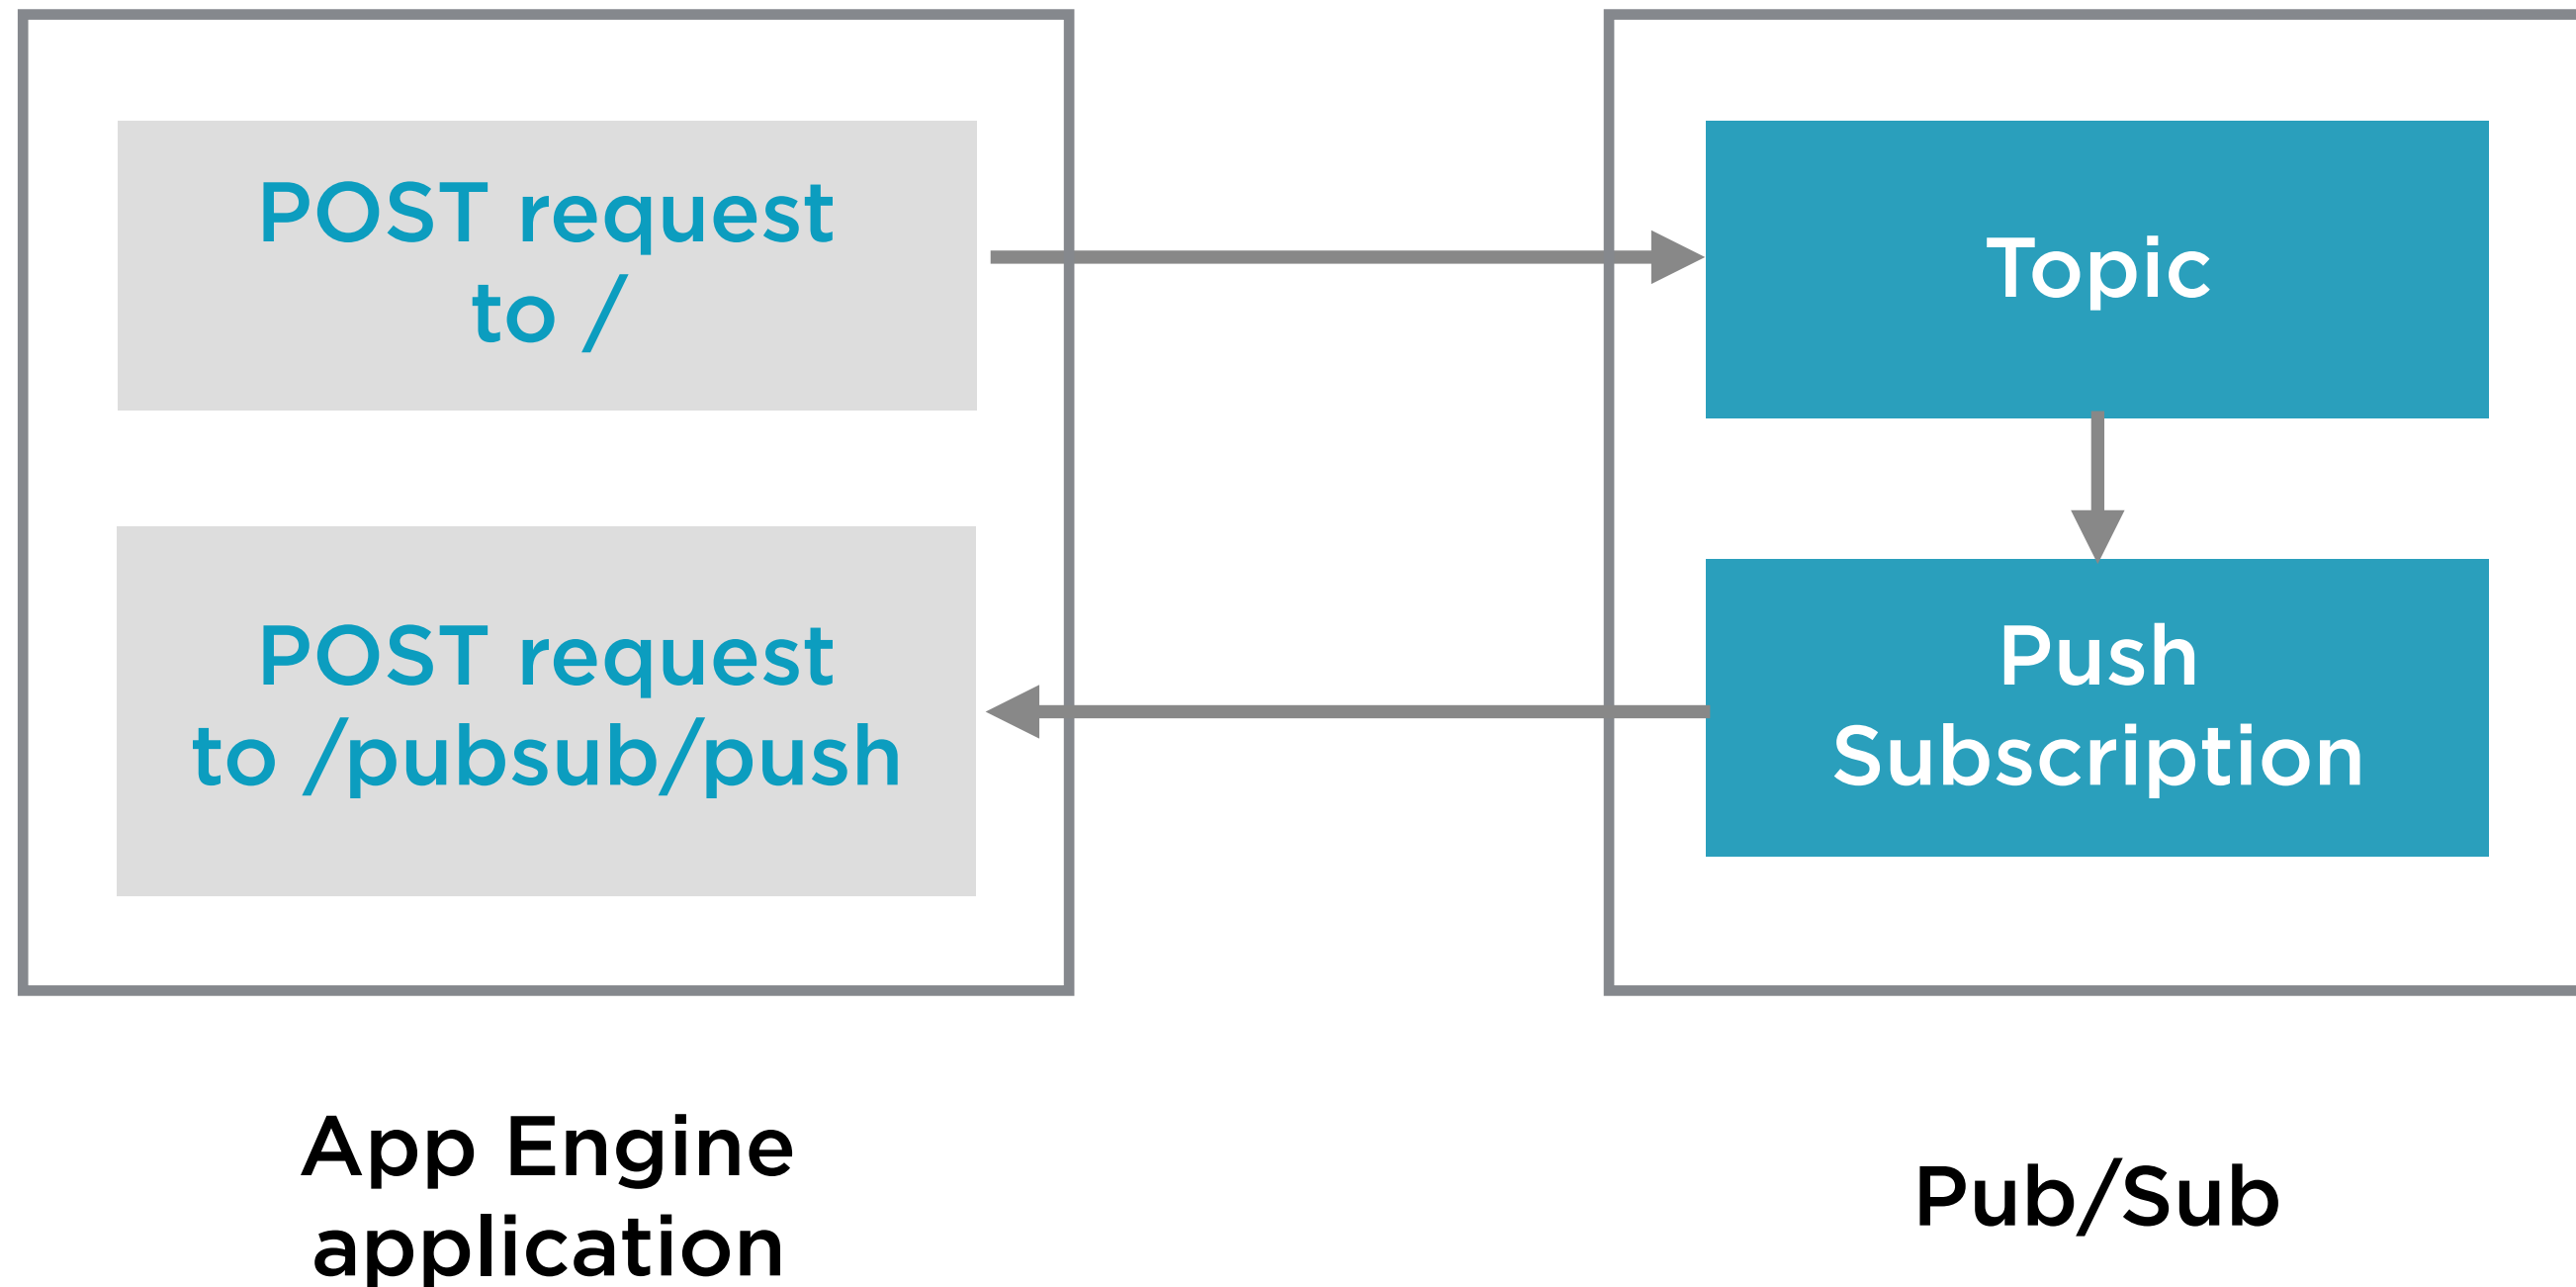 POST request
to /
Topic
POST request
to /pubsub/push
Push
Subscription
App Engine
application
Pub/Sub